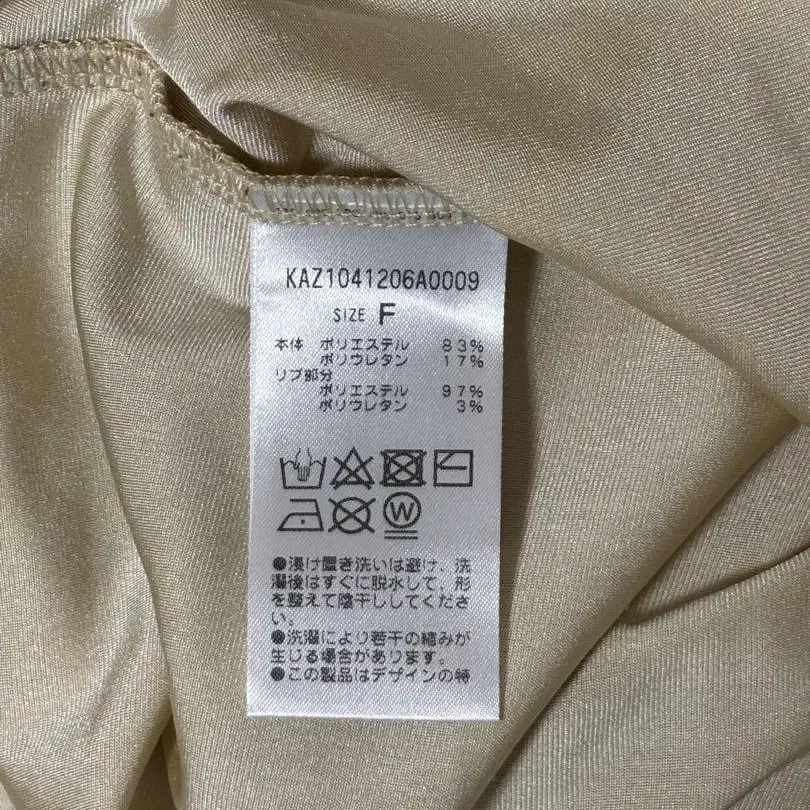 KAZ1041206A0009
SIZE F
本体 ポリエステル 83%
ポリウレタン 17%
リブ部分
ポリエステル 97%
ポリウレタン 3%
W
●浸け置き洗いは避け、洗
濯後はすぐに脱水して、形
を整えて陰干ししてくださ
い。
●洗濯により若干の縮みが
生じる場合があります。
●この製品はデザインの特